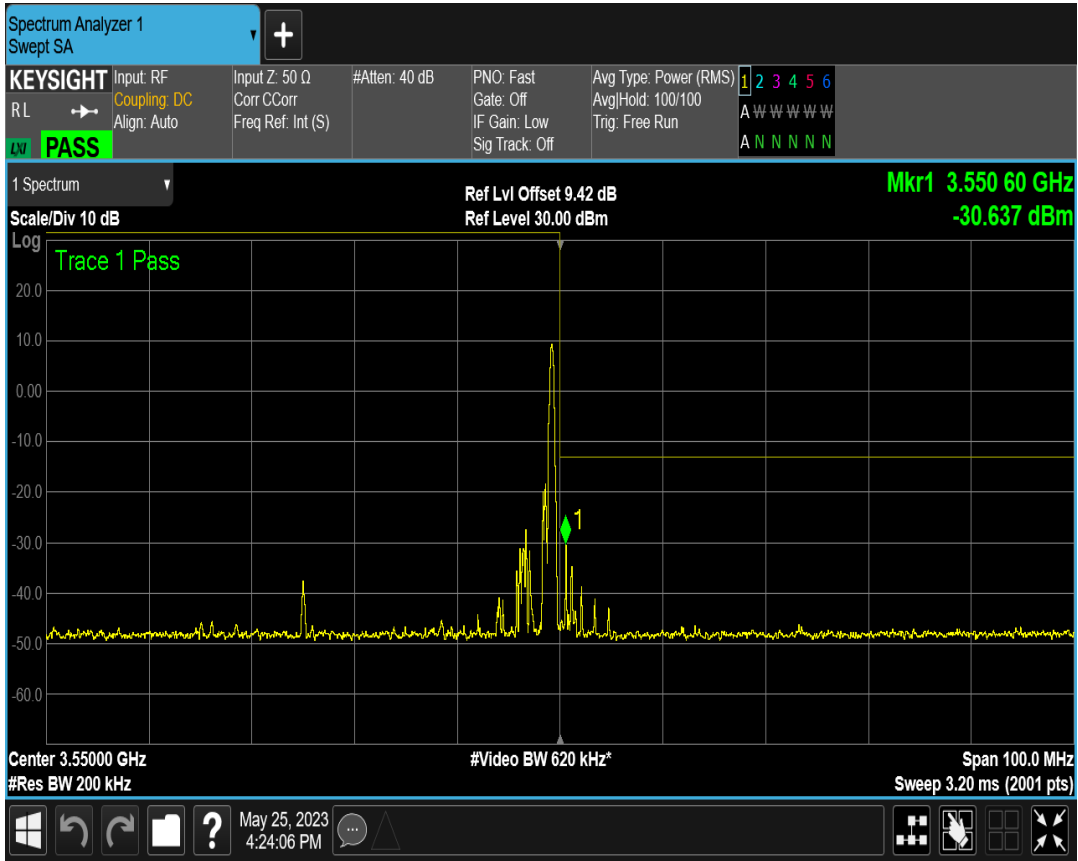 Spectrum Analyzer 1
Swept SA
+
KEYSIGHT
R L
LXI PASS
Input: RF
Coupling: DC
Align: Auto
Input Z: 50 Ω
Corr CCorr
Freq Ref: Int (S)
#Atten: 40 dB
PNO: Fast
Gate: Off
IF Gain: Low
Sig Track: Off
Avg Type: Power (RMS)
Avg|Hold: 100/100
Trig: Free Run
1 2 3 4 5 6
A W W W W W
A N N N N N
1 Spectrum
Scale/Div 10 dB
Ref Lvl Offset 9.42 dB
Ref Level 30.00 dBm
Mkr1 3.550 60 GHz
-30.637 dBm
Log
Trace 1 Pass
20.0
10.0
0.00
-10.0
-20.0
1
-30.0
-40.0
-50.0
-60.0
Center 3.55000 GHz
#Video BW 620 kHz*
Span 100.0 MHz
#Res BW 200 kHz
Sweep 3.20 ms (2001 pts)
?
May 25, 2023
4:24:06 PM